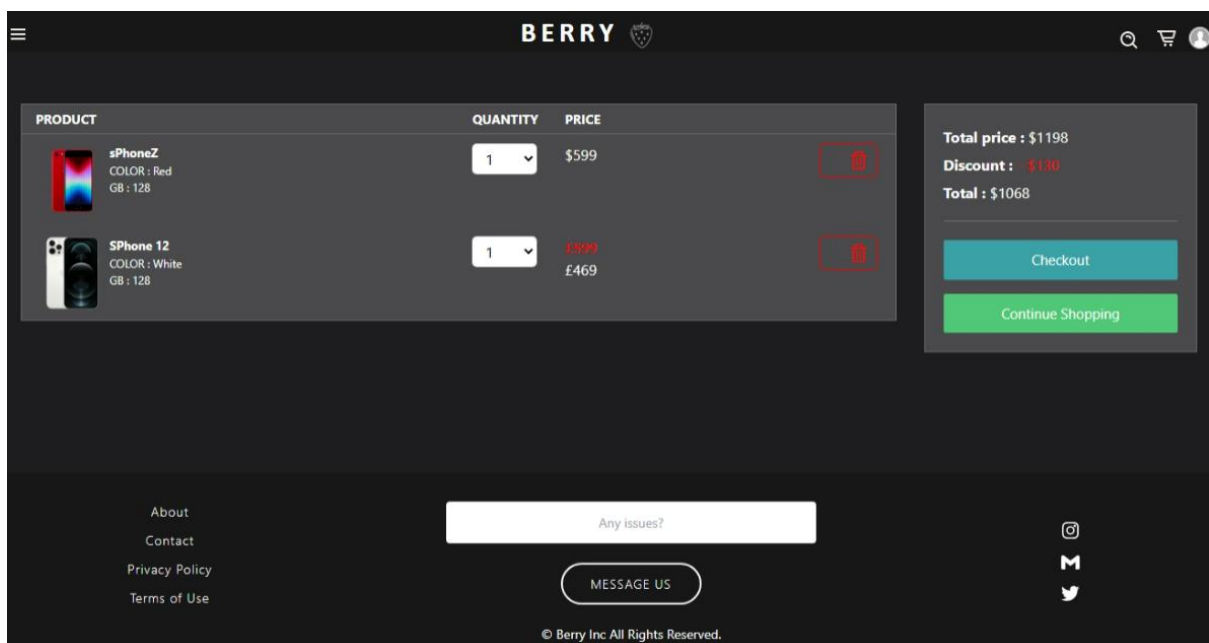 BERRY
PRODUCT QUANTITY PRICE
sPhoneZ
COLOR : Red
GB : 128
1
$599
SPhone 12
COLOR : White
GB : 128
1
£599
£469
Total price : $1198
Discount : -$130
Total : $1068
Checkout
Continue Shopping
About
Contact
Privacy Policy
Terms of Use
Any issues?
MESSAGE US
© Berry Inc All Rights Reserved.